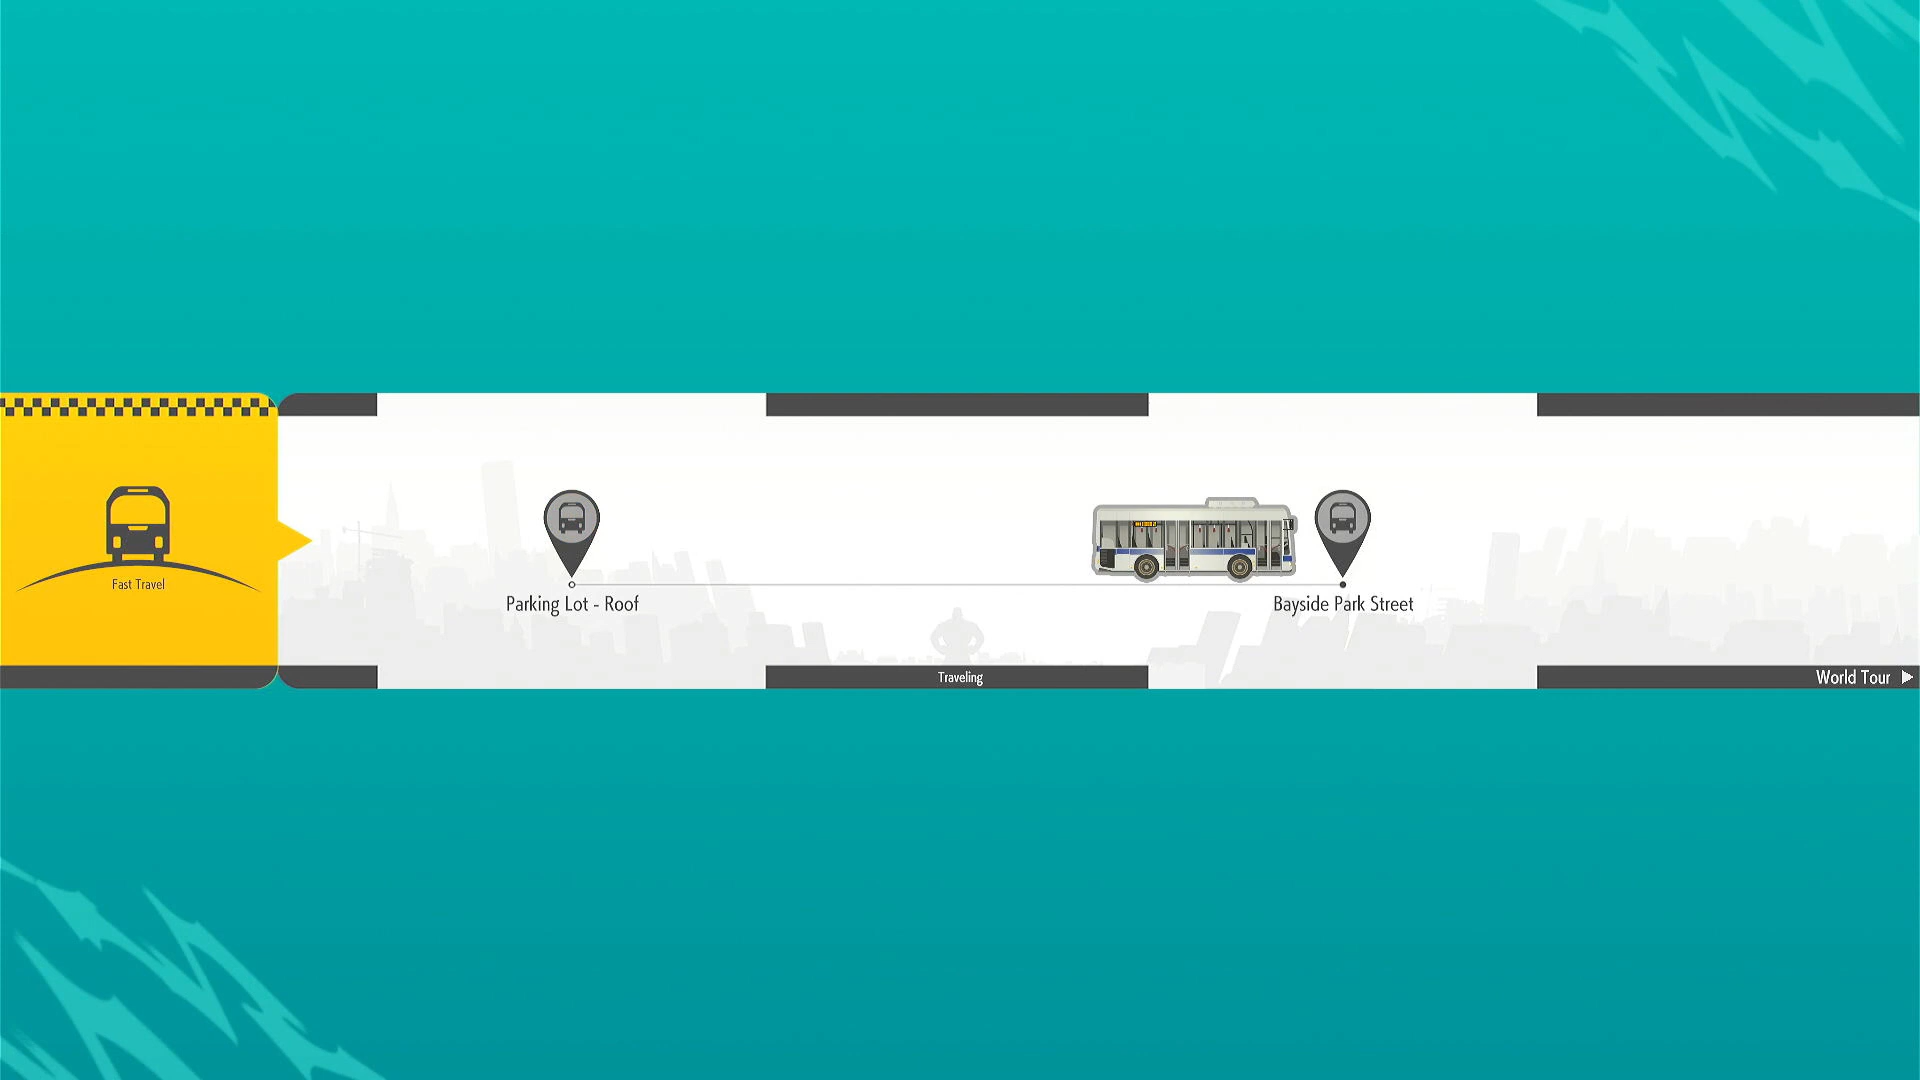 Fast Travel
Parking Lot - Roof
Bayside Park Street
Traveling
World Tour